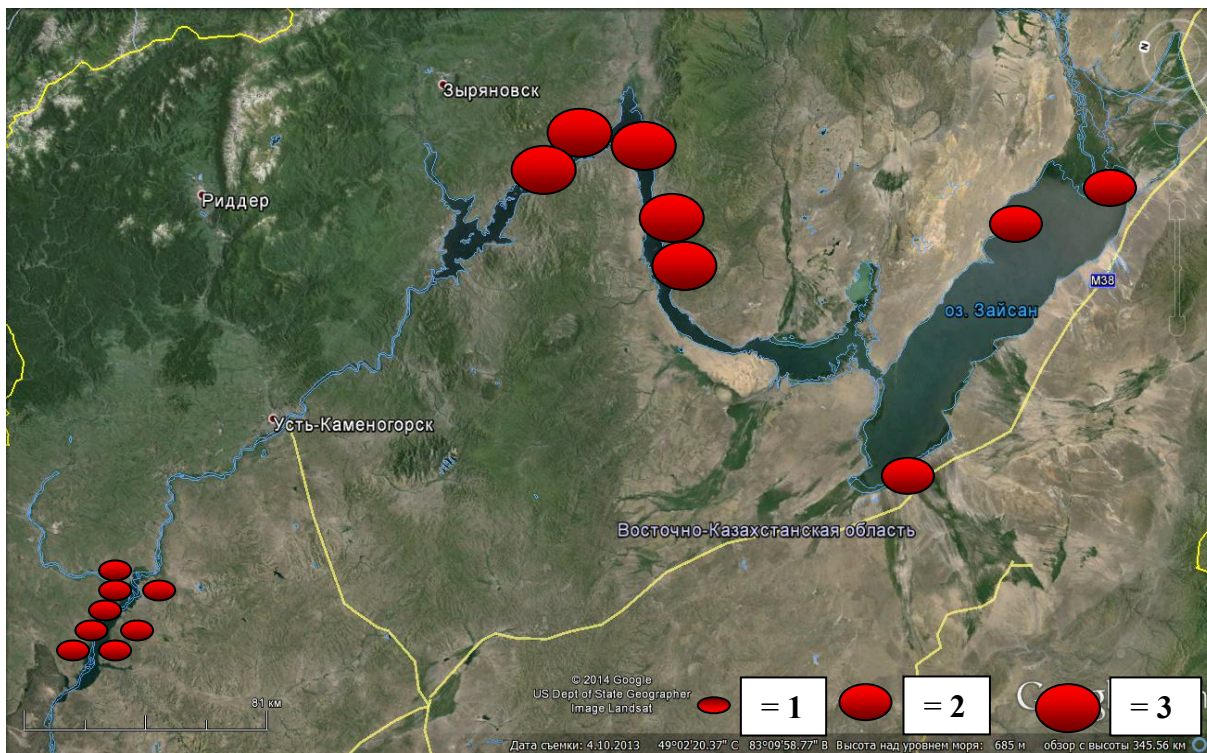 Зыряновск
N
Риддер
М38
оз. Зайсан
Усть-Каменогорск
Восточно-Казахстанская область
© 2014 Google
US Dept of State Geographer
Image Landsat
81 км
= 1
= 2
= 3
Дата съемки: 4.10.2013 49°02'20.37" С 83°09'58.77" В Высота над уровнем моря: 685 м обзор с высоты 345.56 км